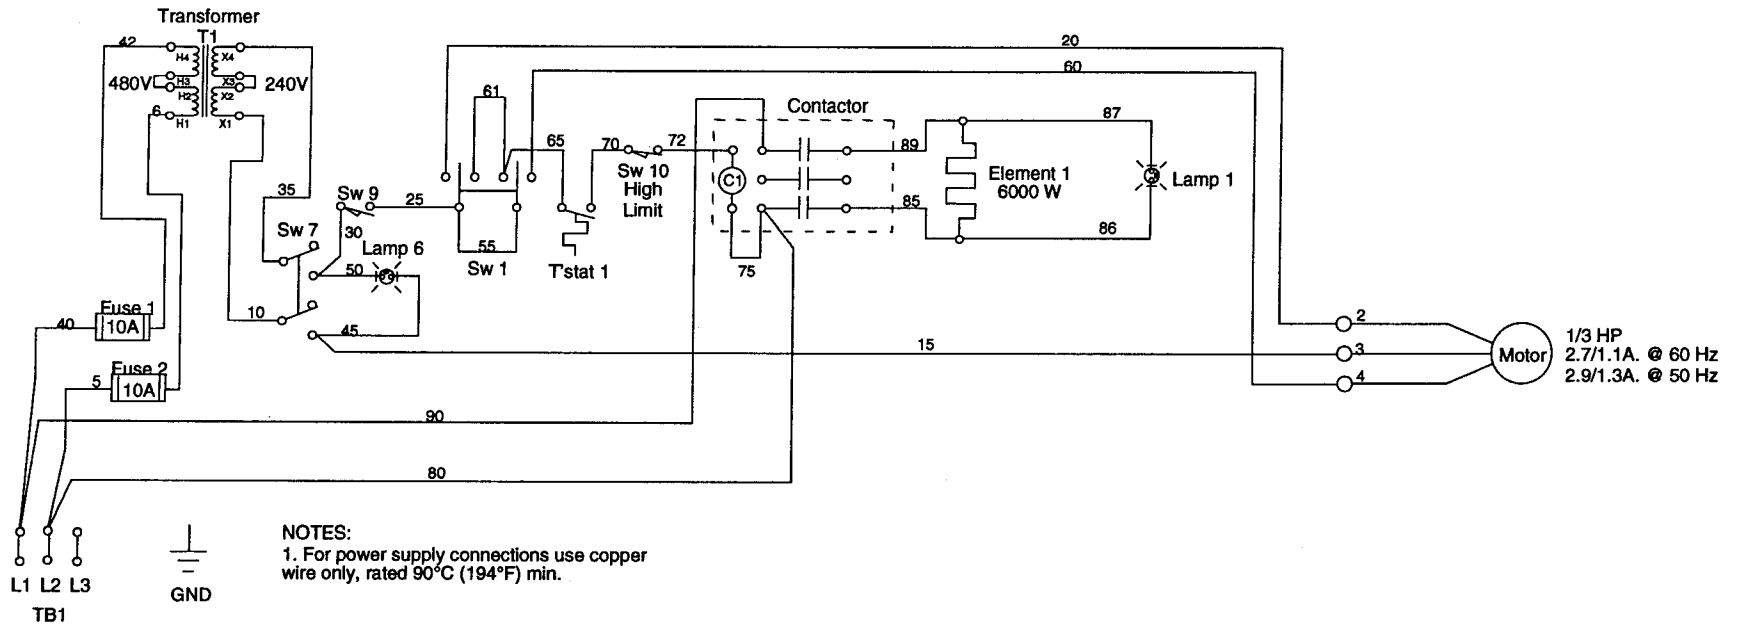 Transformer
T1
42
H4
X4
20
60
480V
H3
X3
240V
H2
X2
6
H1
X1
61
Contactor
87
65
70
72
89
Sw 10
High
Limit
C1
Element 1
6000 W
Lamp 1
35
Sw 9
25
85
30
Sw 7
Lamp 6
55
86
50
Sw 1
T'stat 1
75
Fuse 1
10
40
10A
45
2
1/3 HP
15
3
Motor
2.7/1.1A. @ 60 Hz
Fuse 2
4
2.9/1.3A. @ 50 Hz
5
10A
90
80
NOTES:
1. For power supply connections use copper
wire only, rated 90°C (194°F) min.
L1 L2 L3
GND
TB1